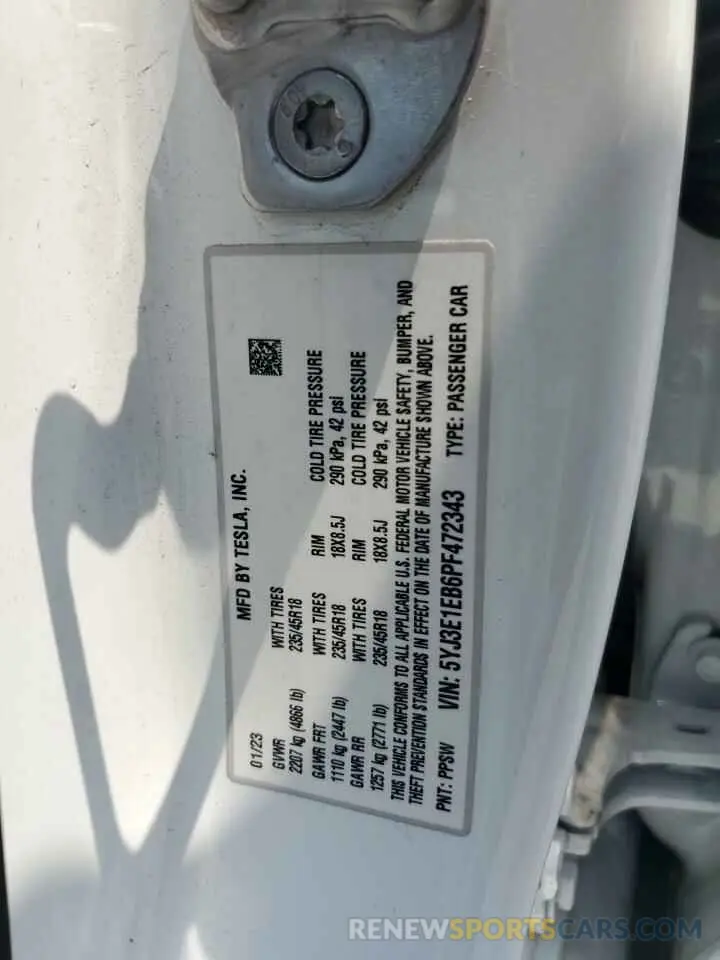 MFD BY TESLA, INC.
01/23
GVWR WITH TIRES
2207 kg (4866 lb) 235/45R18
GAWR FRT WITH TIRES RIM COLD TIRE PRESSURE
1110 kg (2447 lb) 235/45R18 18X8.5J 290 kPa, 42 psi
GAWR RR WITH TIRES RIM COLD TIRE PRESSURE
1257 kg (2771 lb) 235/45R18 18X8.5J 290 kPa, 42 psi
THIS VEHICLE CONFORMS TO ALL APPLICABLE U.S. FEDERAL MOTOR VEHICLE SAFETY, BUMPER, AND
THEFT PREVENTION STANDARDS IN EFFECT ON THE DATE OF MANUFACTURE SHOWN ABOVE.
PNT: PPSW VIN: 5YJ3E1EB6PF472343 TYPE: PASSENGER CAR
RENEWSPORTSCARS.COM